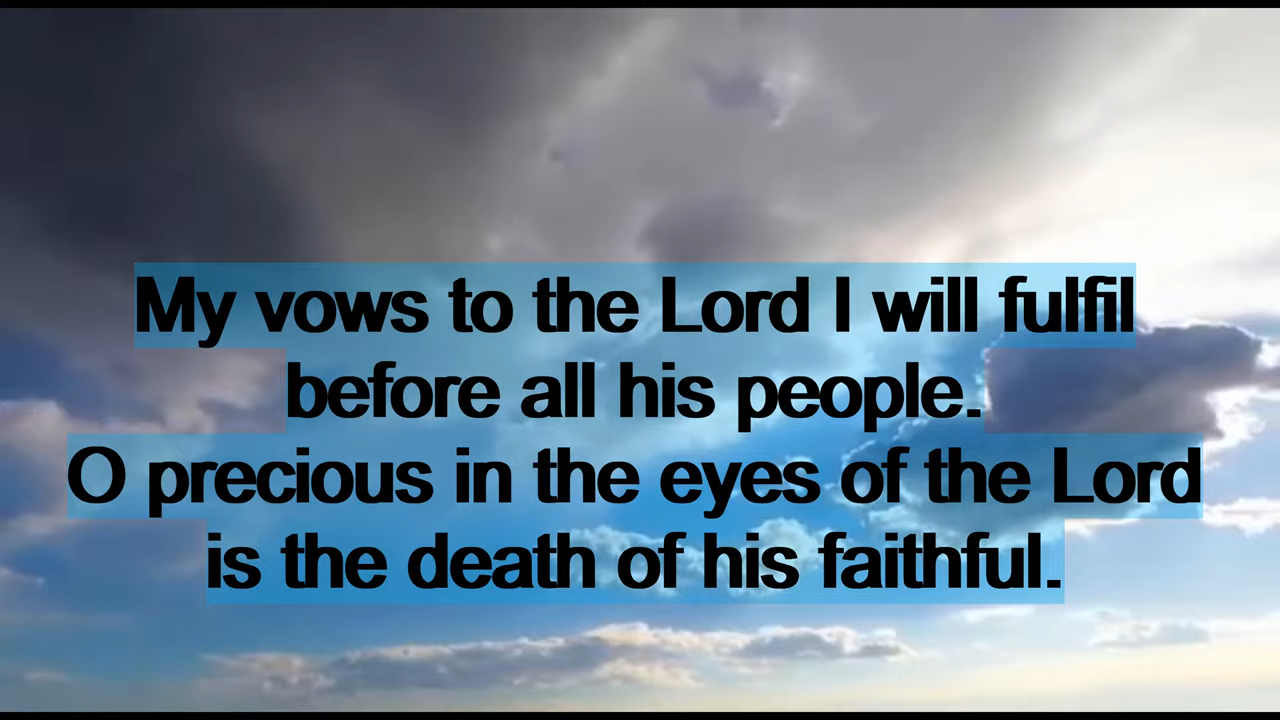 My vows to the Lord I will fulfil
before all his people.
O precious in the eyes of the Lord
is the death of his faithful.